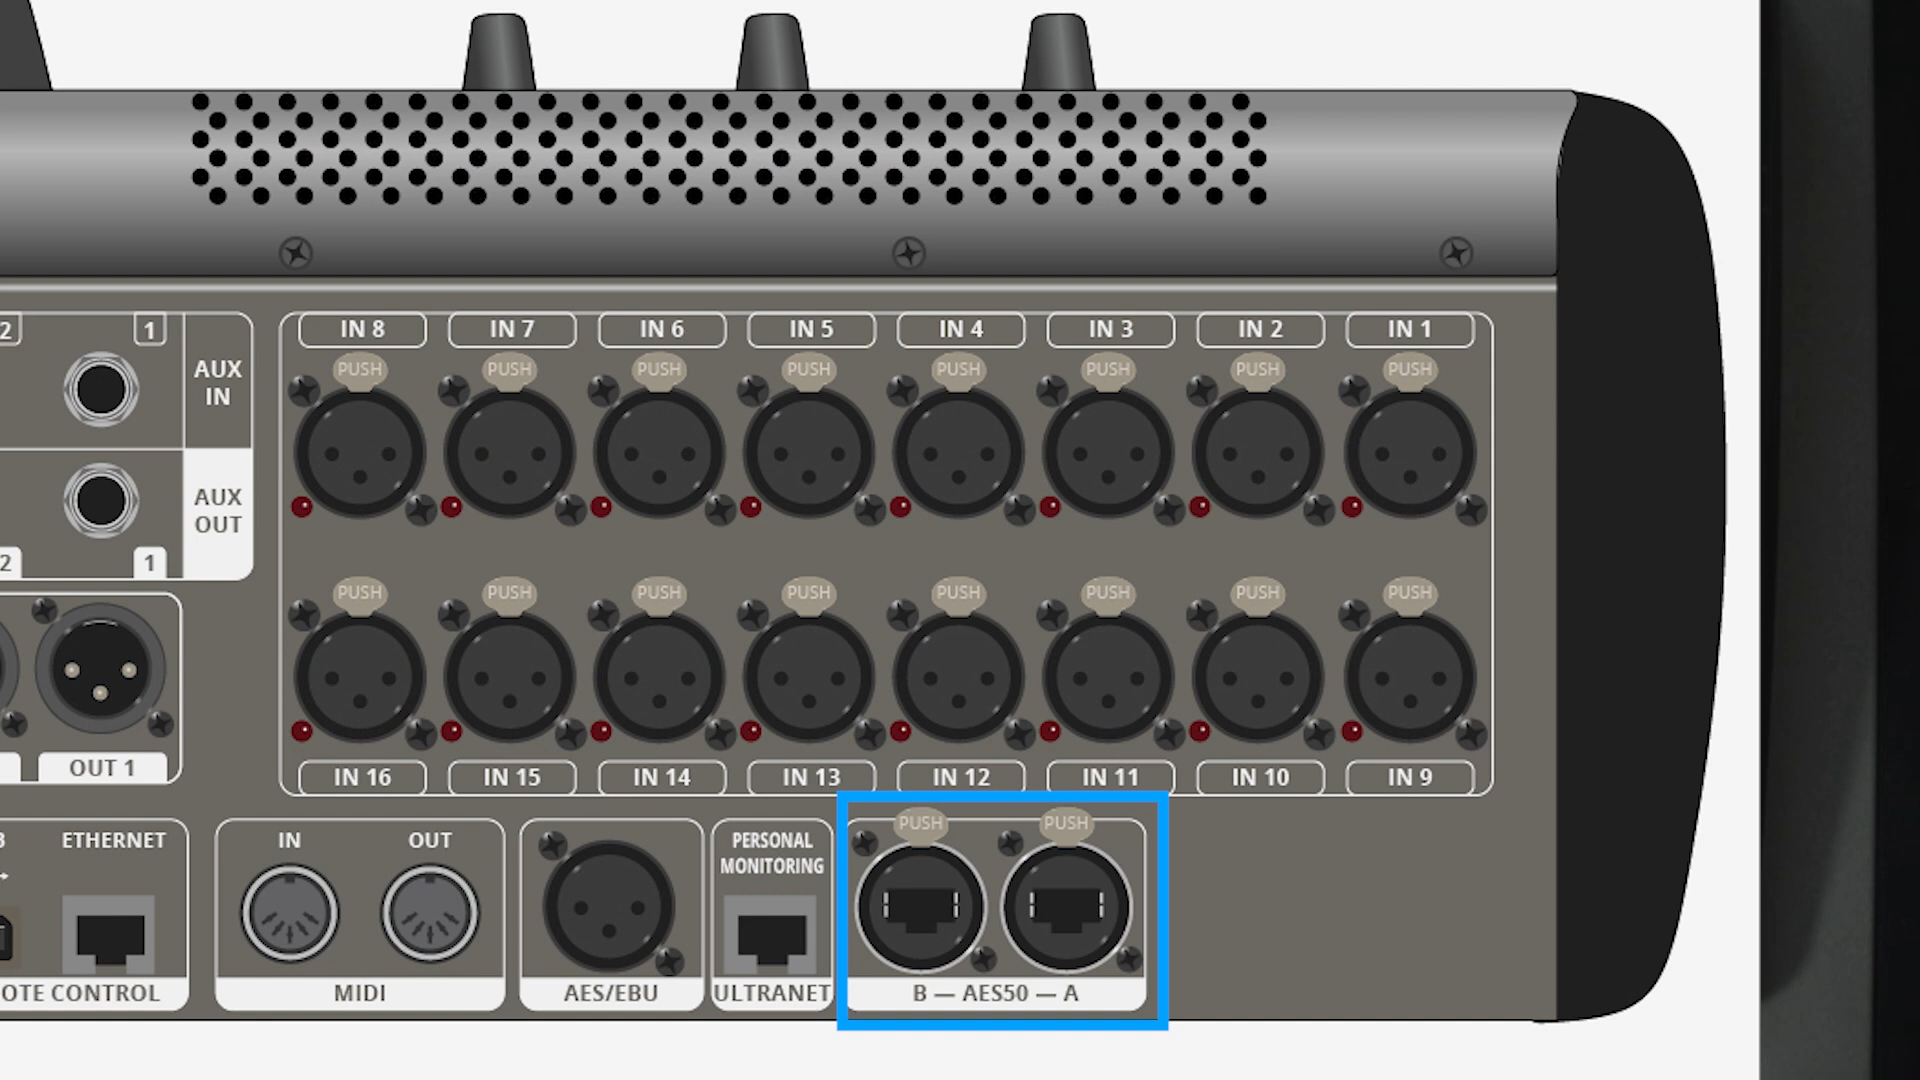 IN 8 IN 7 IN 6 IN 5 IN 4 IN 3 IN 2 IN 1
2 1
AUX
IN
PUSH PUSH PUSH PUSH PUSH PUSH PUSH PUSH
AUX
OUT
2 1
PUSH PUSH PUSH PUSH PUSH PUSH PUSH PUSH
OUT 1
IN 16 IN 15 IN 14 IN 13 IN 12 IN 11 IN 10 IN 9
B ETHERNET
OTE CONTROL
IN OUT
MIDI
AES/EBU
PERSONAL
MONITORING
ULTRANET
PUSH PUSH
B — AES50 — A